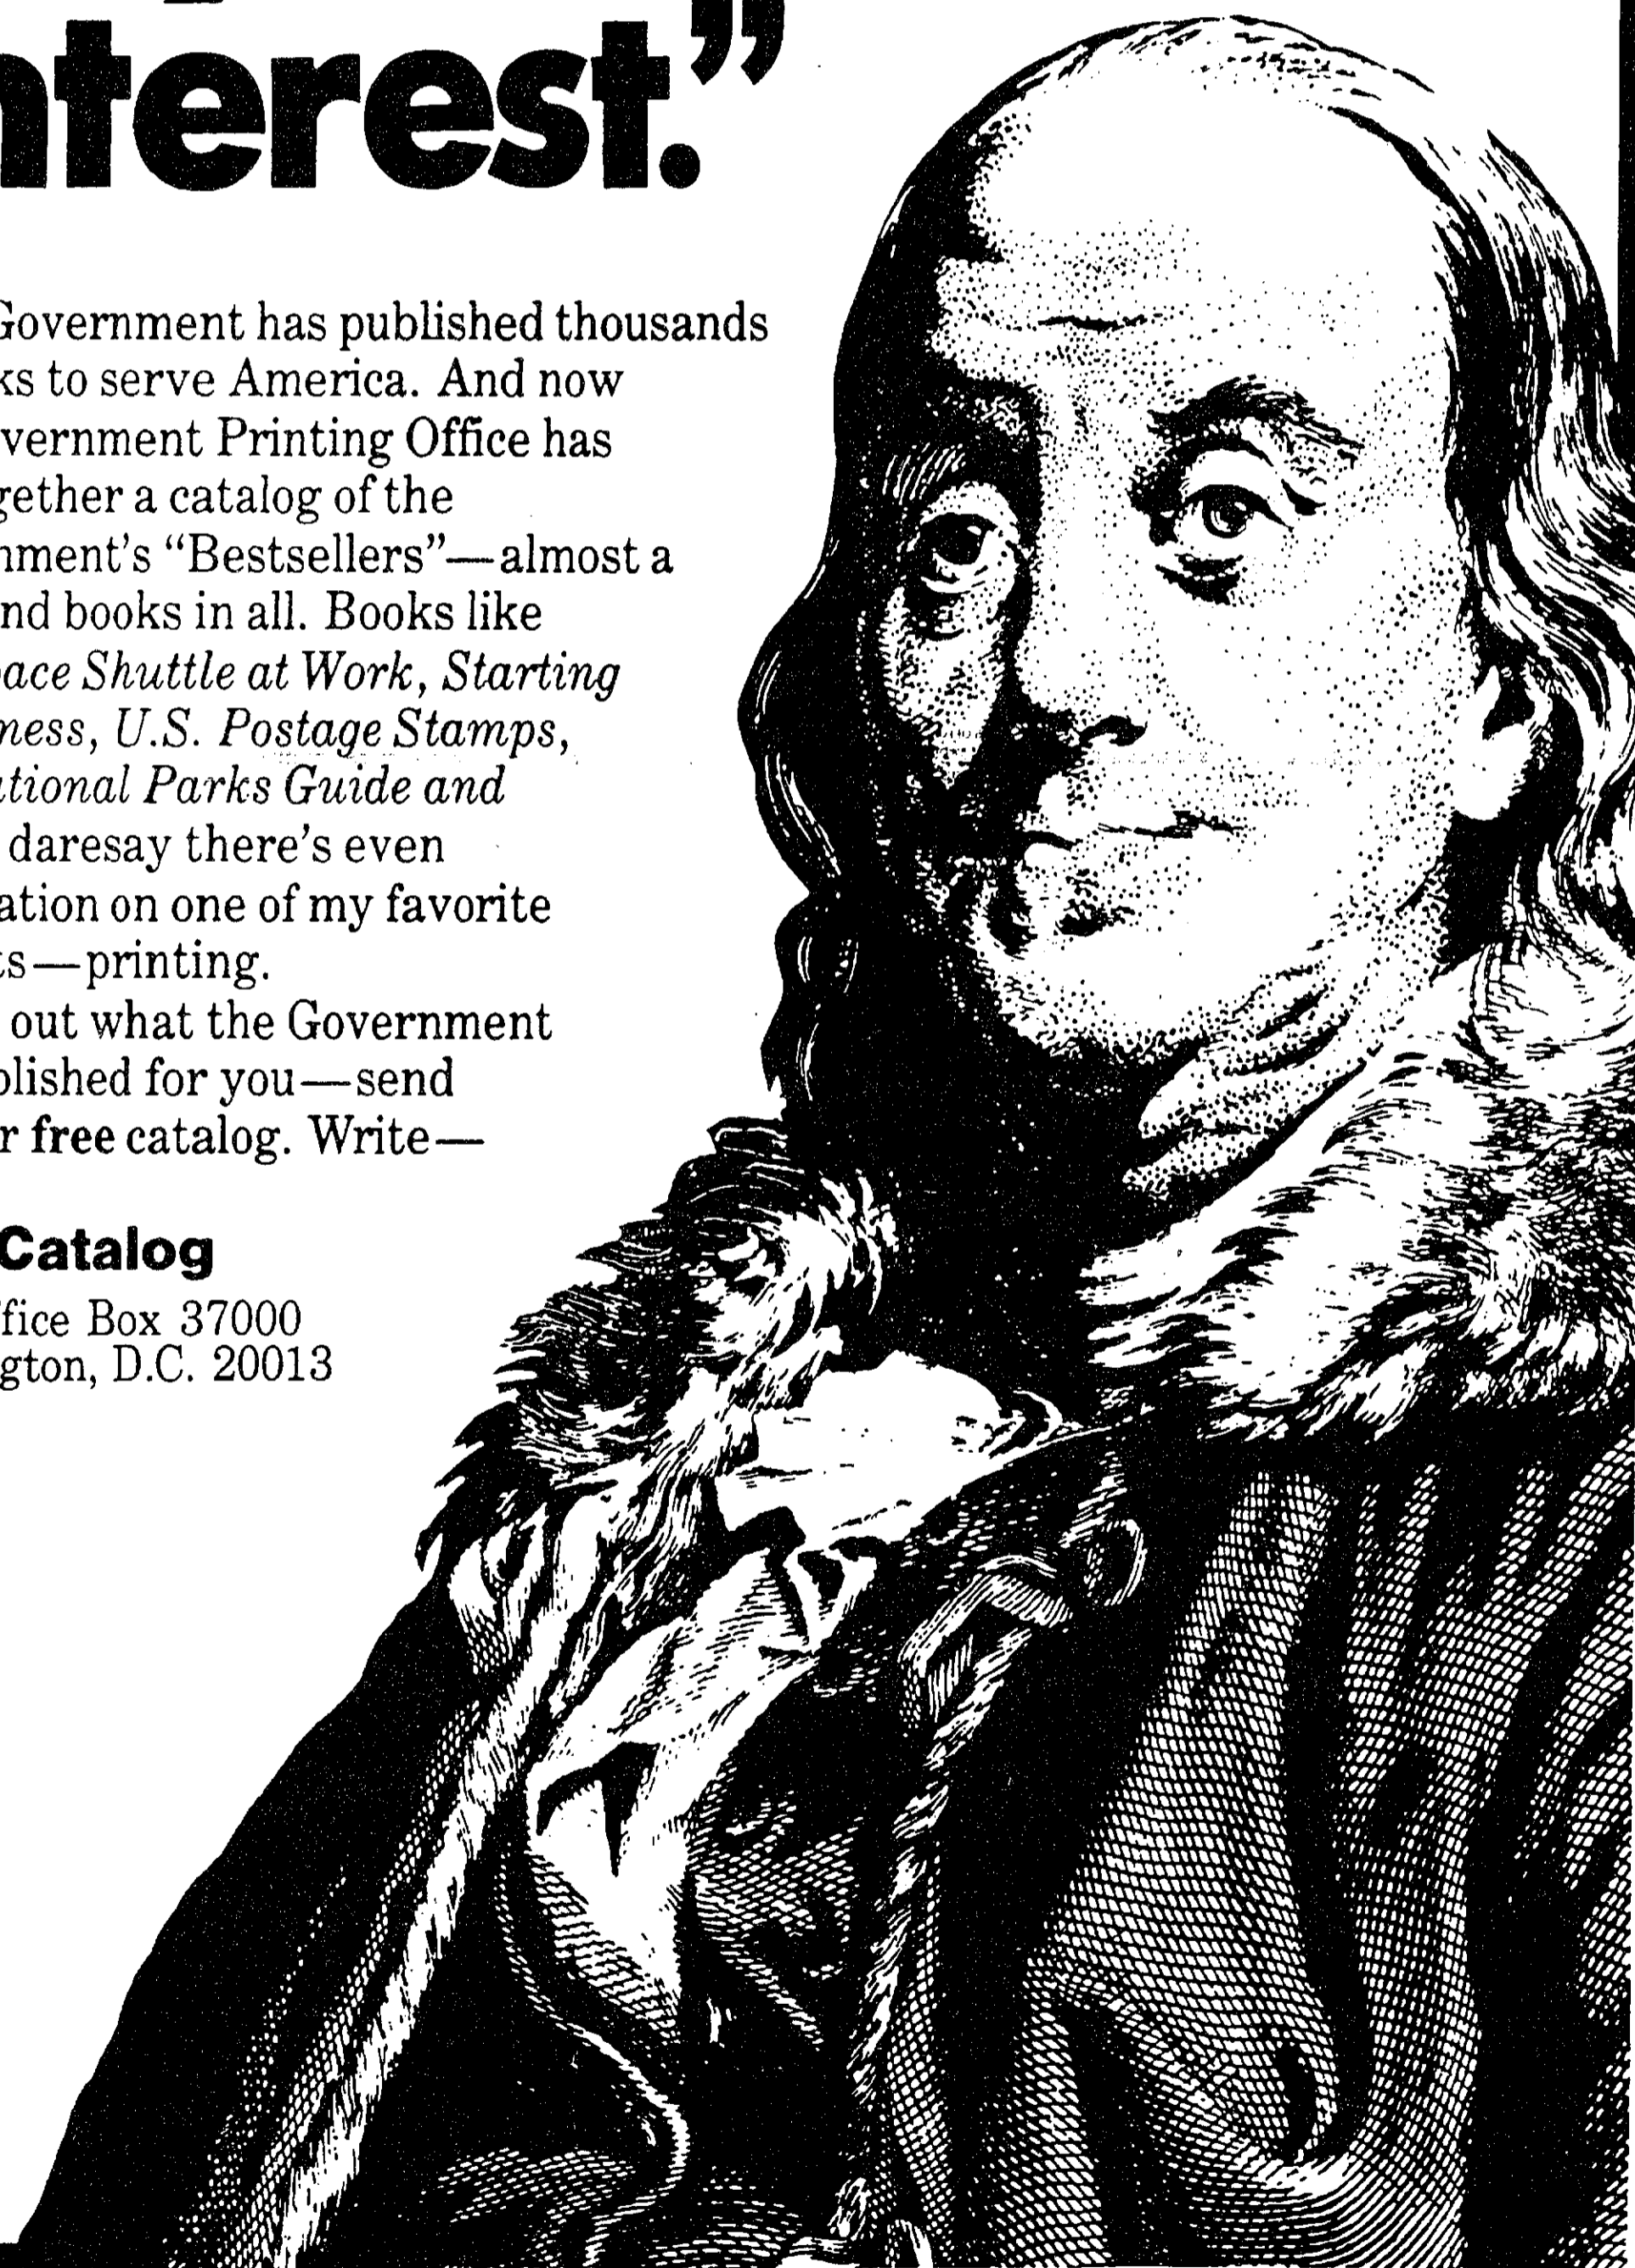 nterest.”
Government has published thousands
ks to serve America. And now
vernment Printing Office has
gether a catalog of the
nment's “Bestsellers”—almost a
nd books in all. Books like
ace Shuttle at Work, Starting
ness, U.S. Postage Stamps,
tional Parks Guide and
daresay there's even
ation on one of my favorite
ts—printing.
out what the Government
blished for you—send
r free catalog. Write—
Catalog
fice Box 37000
gton, D.C. 20013